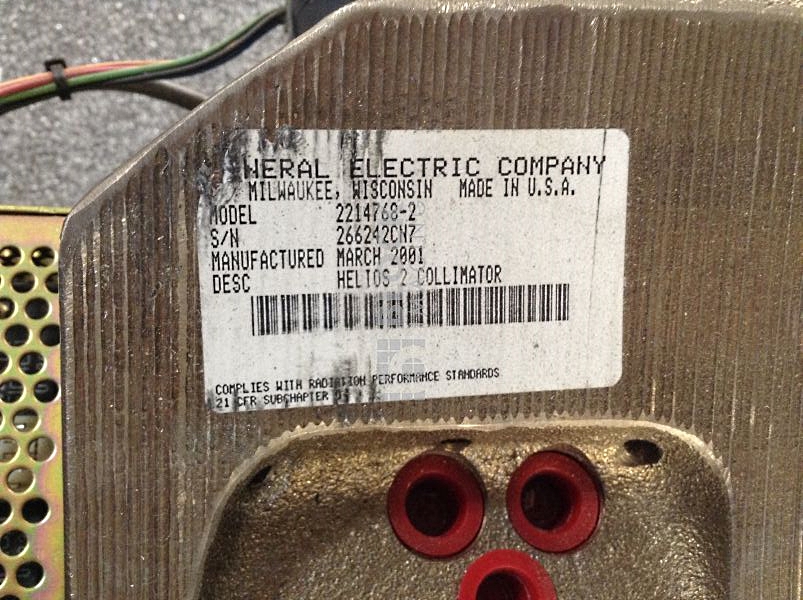 NERAL ELECTRIC COMPANY
MILWAUKEE, WISCONSIN MADE IN U.S.A.
MODEL 2214768-2
S/N 266242CN7
MANUFACTURED MARCH 2001
DESC HELIOS 2 COLLIMATOR
COMPLIES WITH RADIATION PERFORMANCE STANDARDS
21 CFR SUBCHAPTER